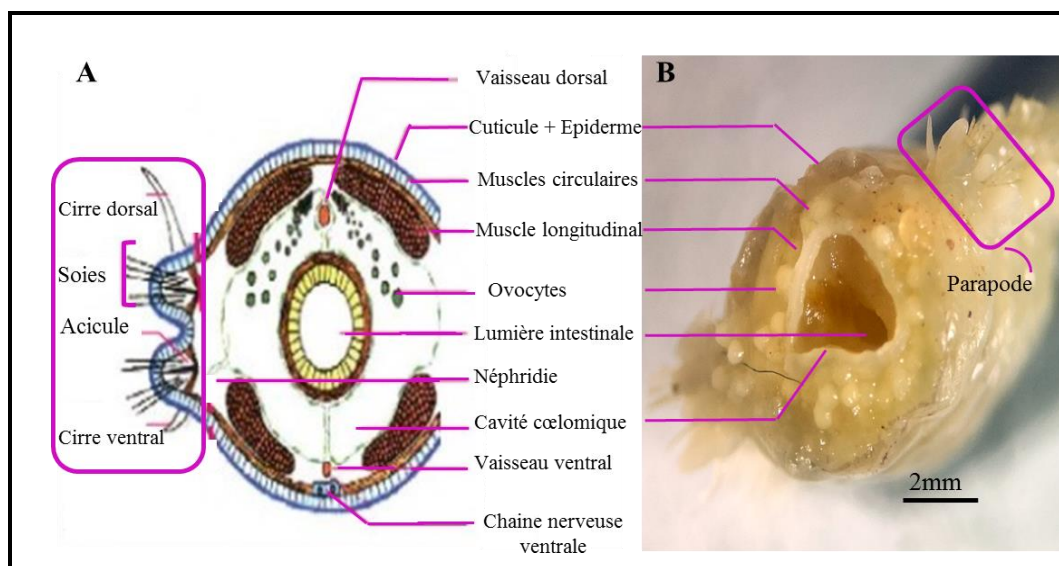 A
B
Vaisseau dorsal
Cuticule + Epiderme
Muscles circulaires
Muscle longitudinal
Ovocytes
Lumière intestinale
Néphridie
Cavité cœlomique
Vaisseau ventral
Chaine nerveuse
ventrale
Cirre dorsal
Soies
Acicule
Cirre ventral
Parapode
2mm